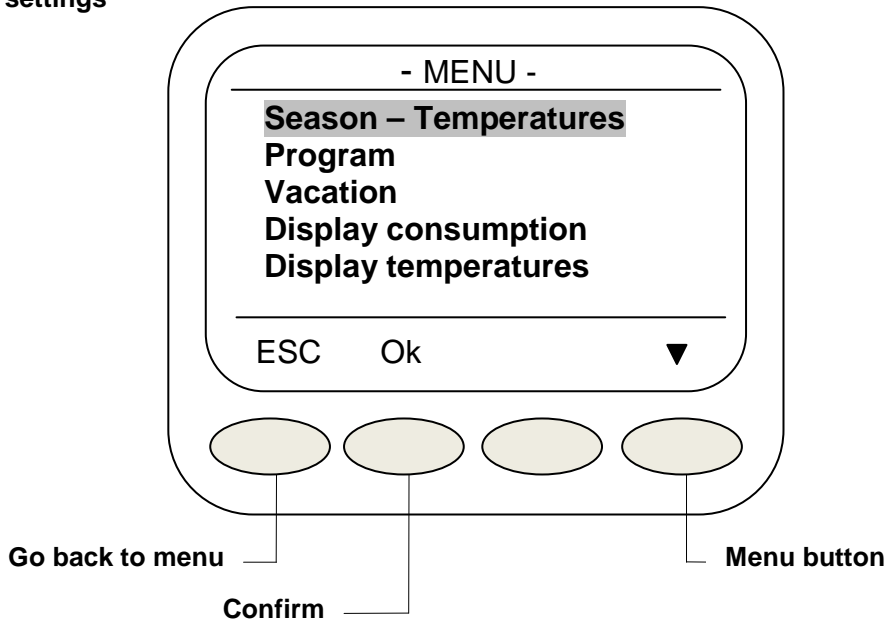 settings
- MENU -
Season – Temperatures
Program
Vacation
Display consumption
Display temperatures
ESC Ok ▼
Go back to menu
Menu button
Confirm